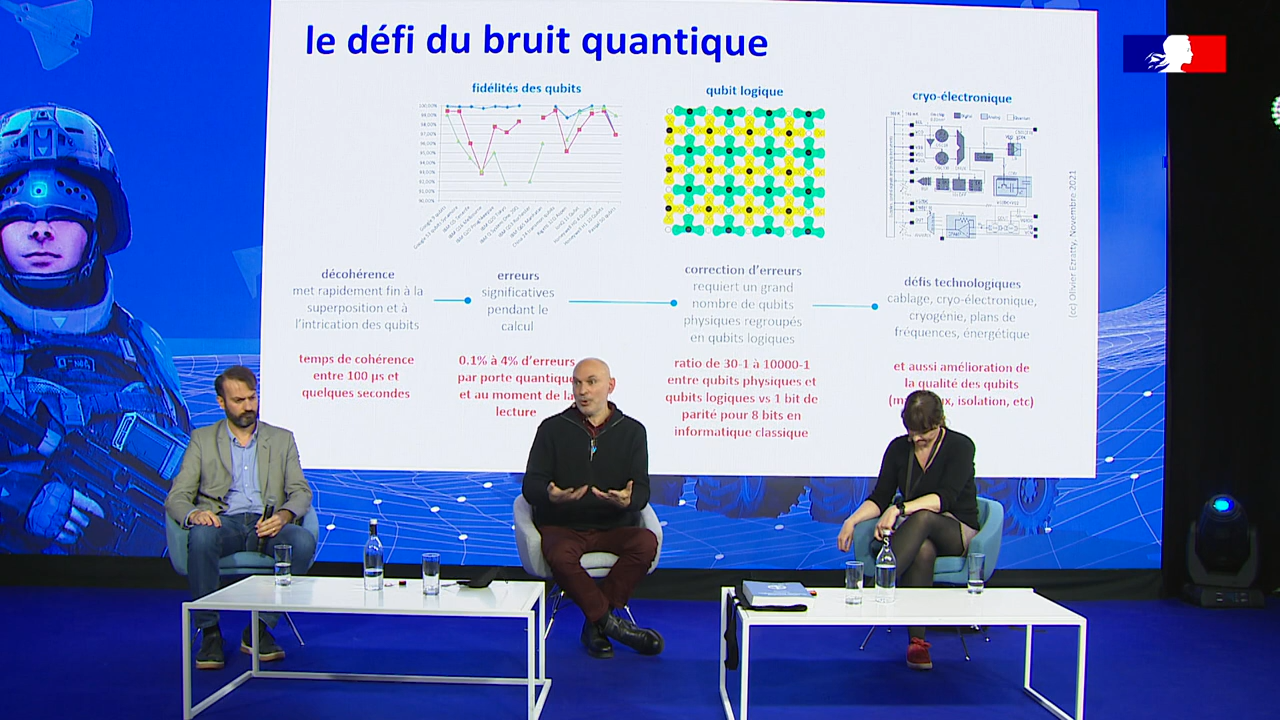 le défi du bruit quantique
fidélités des qubits
qubit logique
cryo-électronique
décohérence
met rapidement fin à la
superposition et à
l'intrication des qubits
temps de cohérence
entre 100 µs et
quelques secondes
erreurs
significatives
pendant le
calcul
0.1% à 4% d'erreurs
par porte quantique
et au moment de la
lecture
correction d'erreurs
requiert un grand
nombre de qubits
physiques regroupés
en qubits logiques
ratio de 30-1 à 10000-1
entre qubits physiques et
qubits logiques vs 1 bit de
parité pour 8 bits en
informatique classique
défis technologiques
cablage, cryo-électronique,
cryogénie, plans de
fréquences, énergétique
et aussi amélioration de
la qualité des qubits
isolation, etc)
(cc) Olivier Ezratty, Novembre 2021